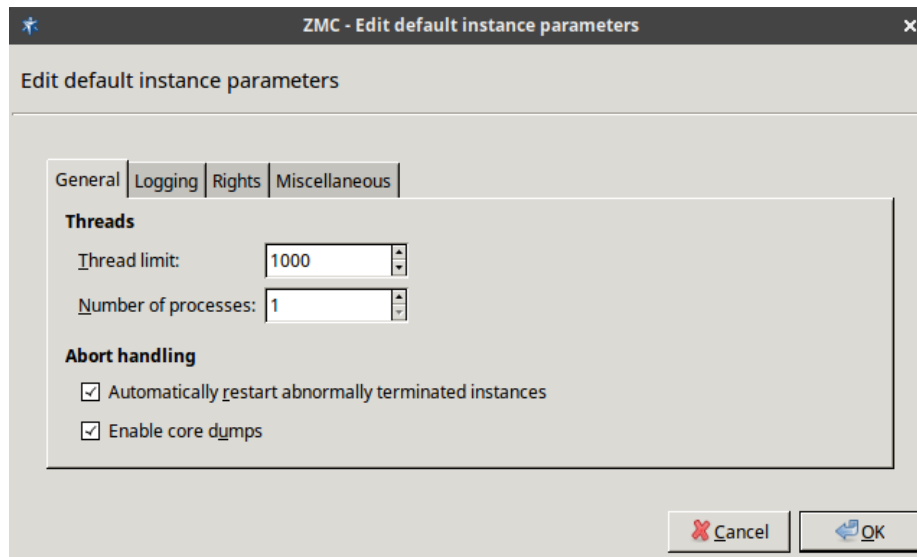 ZMC - Edit default instance parameters
Edit default instance parameters
General Logging Rights Miscellaneous
Threads
Thread limit: 1000
Number of processes: 1
Abort handling
Automatically restart abnormally terminated instances
Enable core dumps
Cancel OK